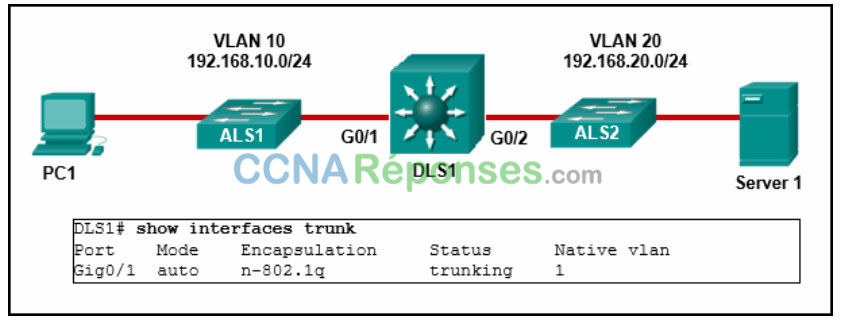 VLAN 10
192.168.10.0/24
VLAN 20
192.168.20.0/24
ALS1
G0/1
G0/2
ALS2
PC1
DLS1
Server 1
CCNARéponses.com
DLS1# show interfaces trunk
Port Mode Encapsulation Status Native vlan
Gig0/1 auto n-802.1q trunking 1